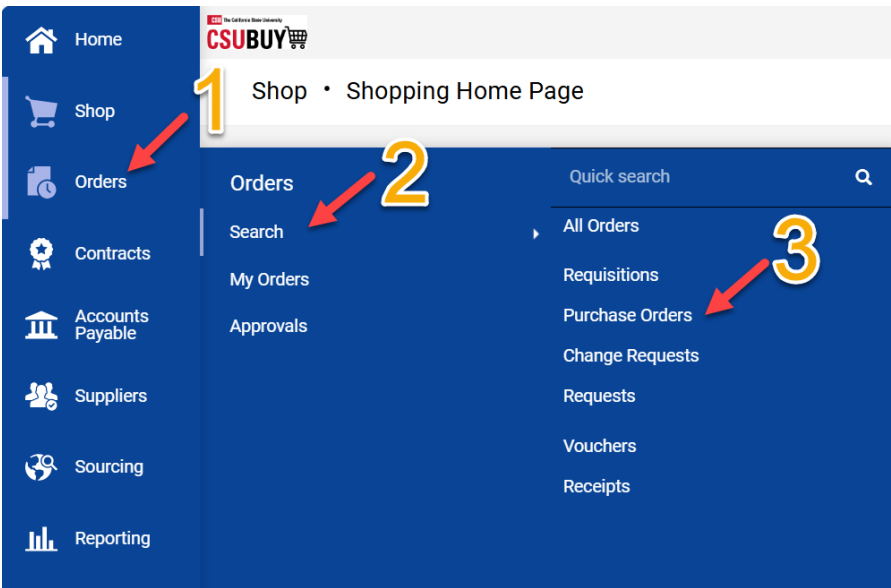 Home
Shop
Orders
Contracts
Accounts
Payable
Suppliers
Sourcing
Reporting
CSU The California State University
CSUBUY
Shop • Shopping Home Page
1
2
3
Orders
Search
My Orders
Approvals
Quick search
All Orders
Requisitions
Purchase Orders
Change Requests
Requests
Vouchers
Receipts